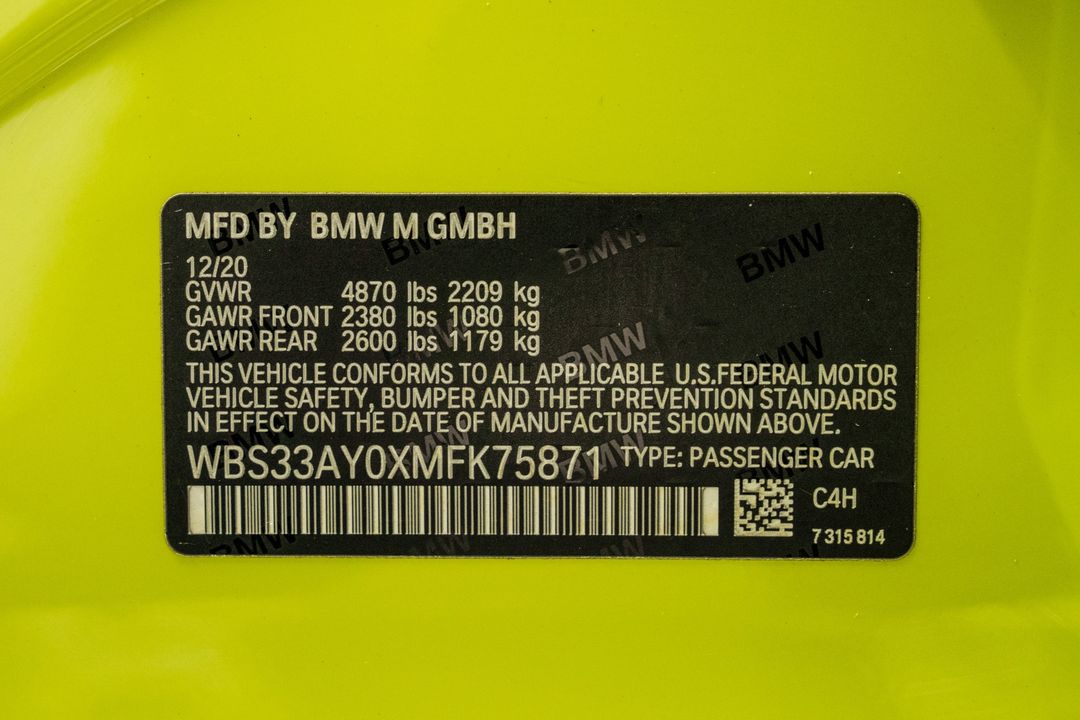 MFD BY BMW M GMBH
12/20
GVWR 4870 lbs 2209 kg
GAWR FRONT 2380 lbs 1080 kg
GAWR REAR 2600 lbs 1179 kg
THIS VEHICLE CONFORMS TO ALL APPLICABLE U.S.FEDERAL MOTOR
VEHICLE SAFETY, BUMPER AND THEFT PREVENTION STANDARDS
IN EFFECT ON THE DATE OF MANUFACTURE SHOWN ABOVE.
WBS33AY0XMFK75871 TYPE: PASSENGER CAR
C4H
7 315 814